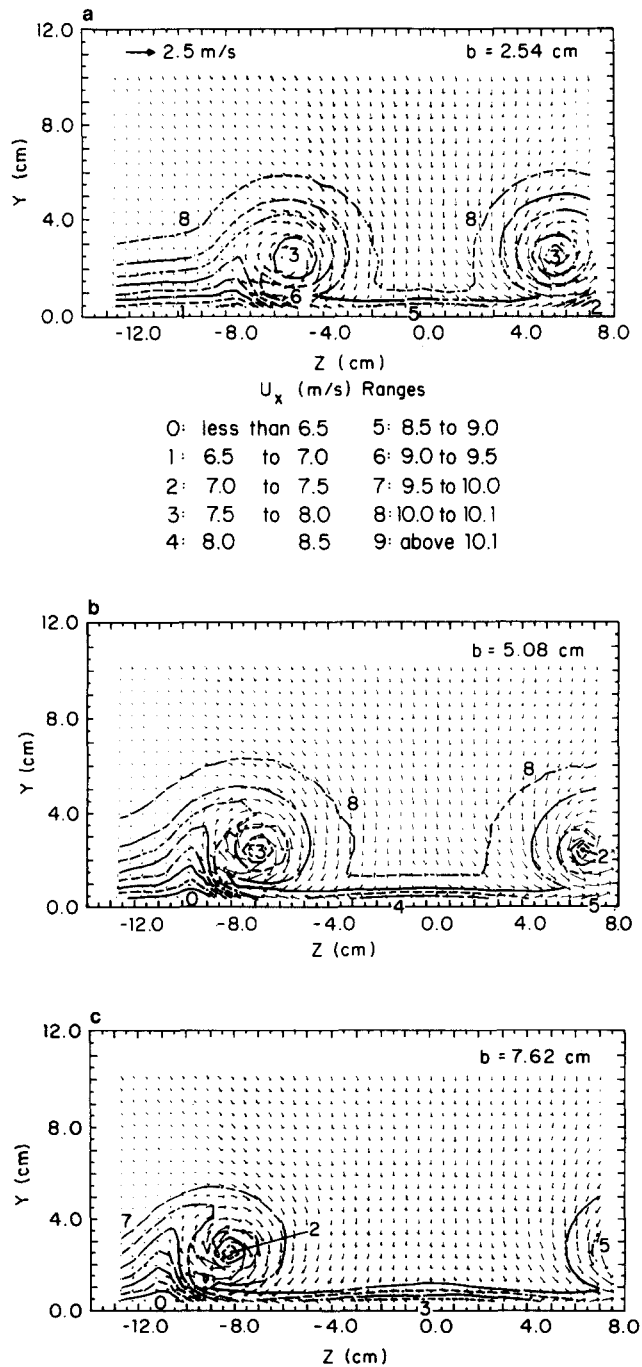 a
2.5 m/s b = 2.54 cm
12.0
8.0
4.0
0.0
Y (cm)
8 8
3 3
6
1 5 2
-12.0 -8.0 -4.0 0.0 4.0 8.0
Z (cm)
Uₓ (m/s) Ranges
0: less than 6.5 5: 8.5 to 9.0
1: 6.5 to 7.0 6: 9.0 to 9.5
2: 7.0 to 7.5 7: 9.5 to 10.0
3: 7.5 to 8.0 8: 10.0 to 10.1
4: 8.0 8.5 9: above 10.1
b
b = 5.08 cm
12.0
8.0
4.0
0.0
Y (cm)
8 8
3 2
0 4 5
-12.0 -8.0 -4.0 0.0 4.0 8.0
Z (cm)
c
b = 7.62 cm
12.0
8.0
4.0
0.0
Y (cm)
7 2 5
0 3
-12.0 -8.0 -4.0 0.0 4.0 8.0
Z (cm)